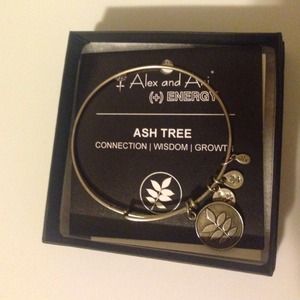 Alex and Ani
(+) ENERGY
ASH TREE
CONNECTION | WISDOM | GROWTH